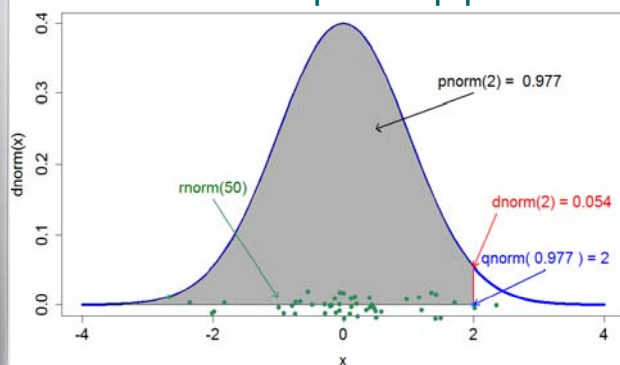 0.4
0.3
0.2
0.1
0.0
dnorm(x)
pnorm(2) = 0.977
rnorm(50)
dnorm(2) = 0.054
qnorm( 0.977 ) = 2
-4
-2
0
2
4
x